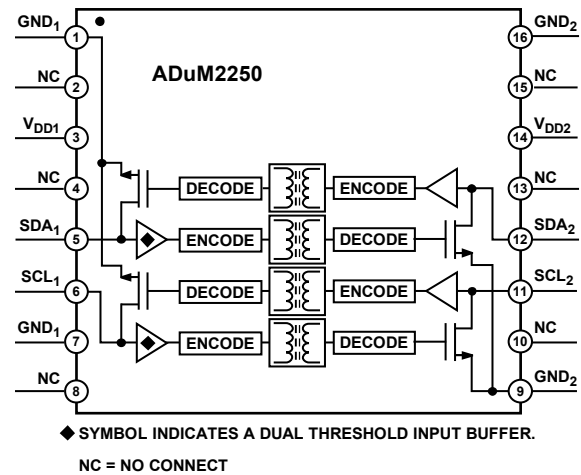 GND1
1
NC
2
VDD1
3
NC
4
SDA1
5
SCL1
6
GND1
7
NC
8
ADuM2250
DECODE
ENCODE
ENCODE
DECODE
DECODE
ENCODE
ENCODE
DECODE
16
GND2
15
NC
14
VDD2
13
NC
12
SDA2
11
SCL2
10
NC
9
GND2
◆ SYMBOL INDICATES A DUAL THRESHOLD INPUT BUFFER.
NC = NO CONNECT